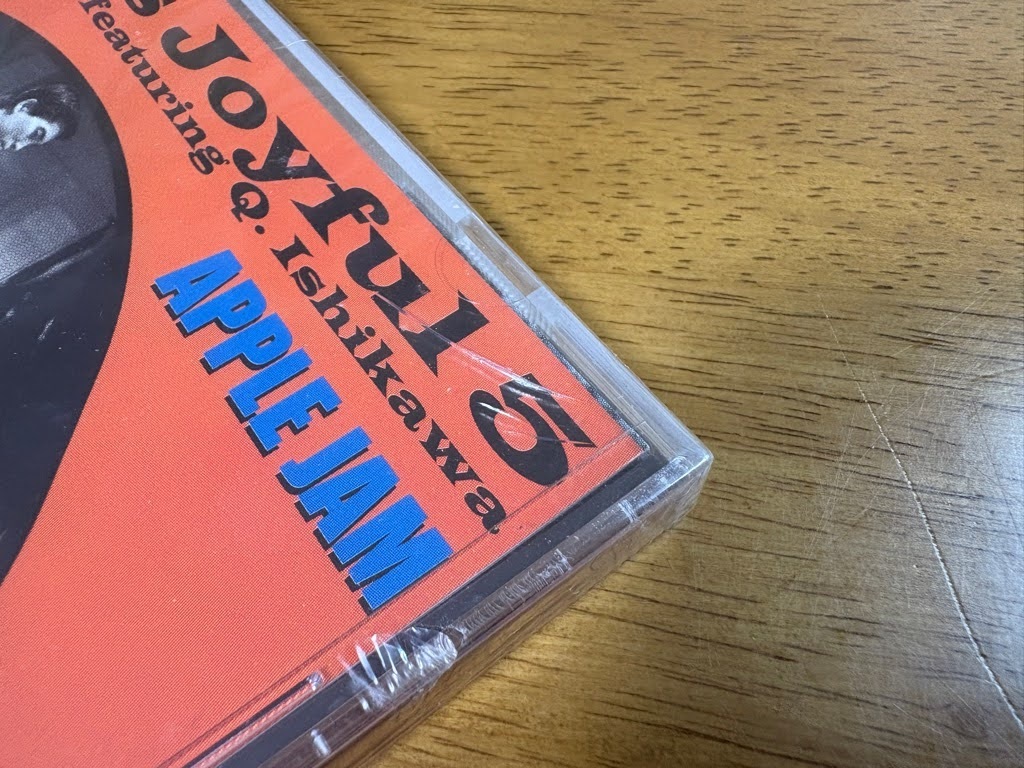 s Joyful 5
featuring Q. Ishikawa
APPLE JAM